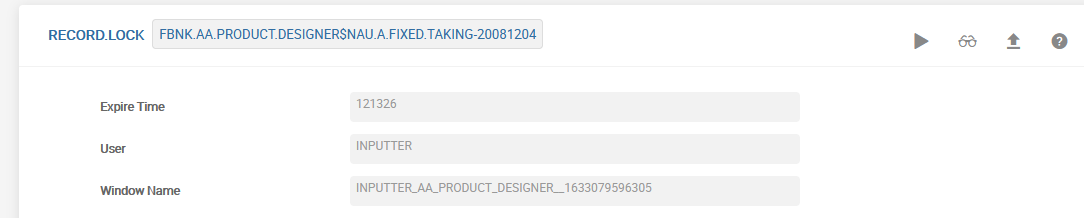 RECORD.LOCK FBNK.AA.PRODUCT.DESIGNER$NAU.A.FIXED.TAKING-20081204
Expire Time 121326
User INPUTTER
Window Name INPUTTER_AA_PRODUCT_DESIGNER__1633079596305